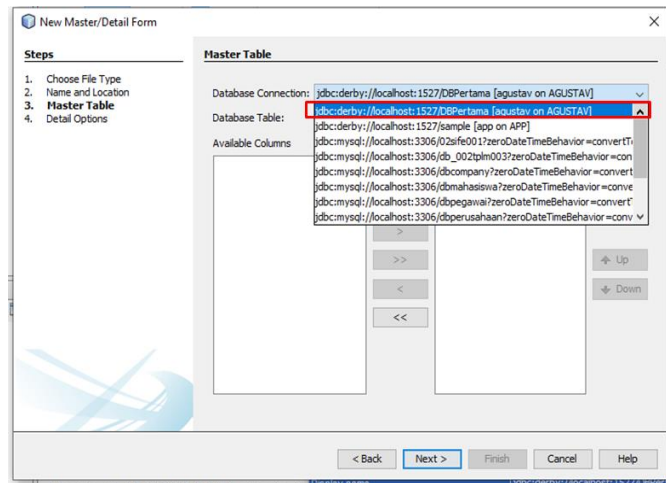 New Master/Detail Form
Steps
1. Choose File Type
2. Name and Location
3. Master Table
4. Detail Options
Master Table
Database Connection: jdbc:derby://localhost:1527/DBPertama [agustav on AGUSTAV]
jdbc:derby://localhost:1527/DBPertama [agustav on AGUSTAV]
Database Table:
jdbc:derby://localhost:1527/sample [app on APP]
Available Columns
jdbc:mysql://localhost:3306/02sife001?zeroDateTimeBehavior=convertT
jdbc:mysql://localhost:3306/db_002tplm003?zeroDateTimeBehavior=con
jdbc:mysql://localhost:3306/dbcompany?zeroDateTimeBehavior=convert
jdbc:mysql://localhost:3306/dbmahasiswa?zeroDateTimeBehavior=conve
jdbc:mysql://localhost:3306/dbpegawai?zeroDateTimeBehavior=convert
jdbc:mysql://localhost:3306/dbperusahaan?zeroDateTimeBehavior=conv
>
>>
<
<<
Up
Down
< Back
Next >
Finish
Cancel
Help